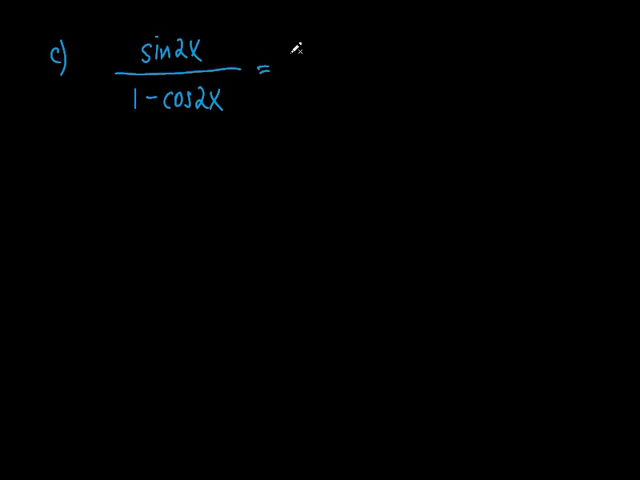 c) sin2x / 1 - cos2x =